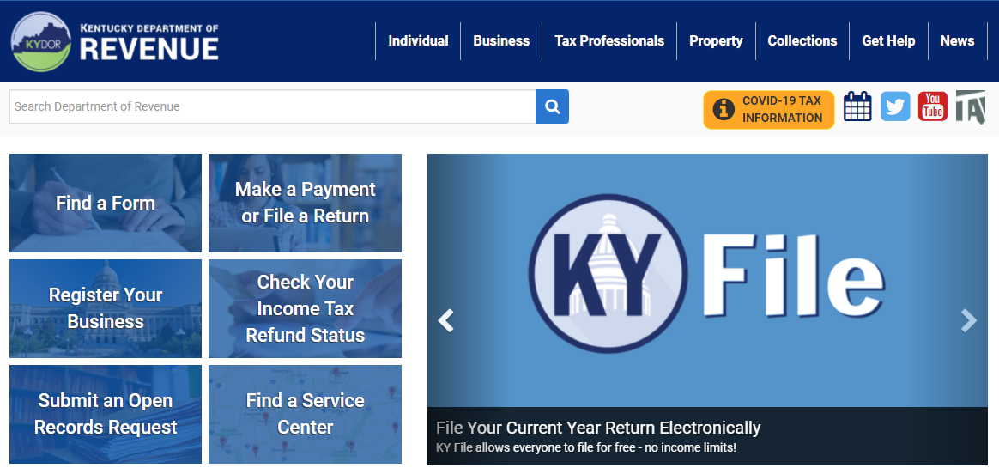 KYDOR
KENTUCKY DEPARTMENT OF
REVENUE
Individual
Business
Tax Professionals
Property
Collections
Get Help
News
Search Department of Revenue
COVID-19 TAX
INFORMATION
You
Tube
TAX
Find a Form
Make a Payment
or File a Return
Register Your
Business
Check Your
Income Tax
Refund Status
Submit an Open
Records Request
Find a Service
Center
KY File
File Your Current Year Return Electronically
KY File allows everyone to file for free - no income limits!